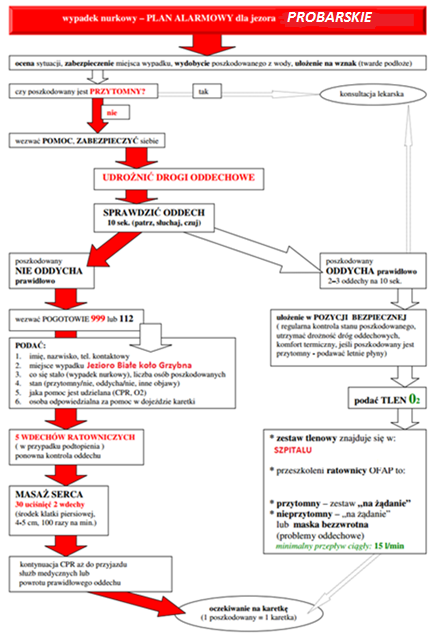 wypadek nurkowy – PLAN ALARMOWY dla jezora PROBARSKIE
ocena sytuacji, zabezpieczenie miejsca wypadku, wydobycie poszkodowanego z wody, ułożenie na wznak (twarde podłoże)
czy poszkodowany jest PRZYTOMNY?
tak
konsultacja lekarska
nie
wezwać POMOC, ZABEZPIECZYĆ siebie
UDROŻNIĆ DROGI ODDECHOWE
SPRAWDZIĆ ODDECH
10 sek. (patrz, słuchaj, czuj)
poszkodowany
NIE ODDYCHA
prawidłowo
poszkodowany
ODDYCHA prawidłowo
2–3 oddechy na 10 sek.
wezwać POGOTOWIE 999 lub 112
PODAĆ:
1. imię, nazwisko, tel. kontaktowy
2. miejsce wypadku Jezioro Białe koło Grzybna
3. co się stało (wypadek nurkowy), liczba osób poszkodowanych
4. stan (przytomny/nie, oddycha/nie, inne objawy)
5. jaka pomoc jest udzielana (CPR, O2)
6. osoba odpowiedzialna za pomoc w dojeździe karetki
ułożenie w POZYCJI BEZPIECZNEJ
( regularna kontrola stanu poszkodowanego,
utrzymać drożność dróg oddechowych,
komfort termiczny, jeśli poszkodowany jest
przytomny - podawać letnie płyny)
podać TLEN 02
5 WDECHÓW RATOWNICZYCH
( w przypadku podtopienia )
ponowna kontrola oddechu
MASAŻ SERCA
30 uciśnięć 2 wdechy
(środek klatki piersiowej,
4-5 cm, 100 razy na min.)
* zestaw tlenowy znajduje się w:
SZPITALU
* przeszkoleni ratownicy OFAP to:
* przytomny – zestaw „na żądanie”
* nieprzytomny – „na żądanie”
lub maska bezzwrotna
(problemy oddechowe)
minimalny przepływ ciągły: 15 l/min
kontynuacja CPR aż do przyjazdu
służb medycznych lub
powrotu prawidłowego oddechu
oczekiwanie na karetkę
(1 poszkodowany = 1 karetka)